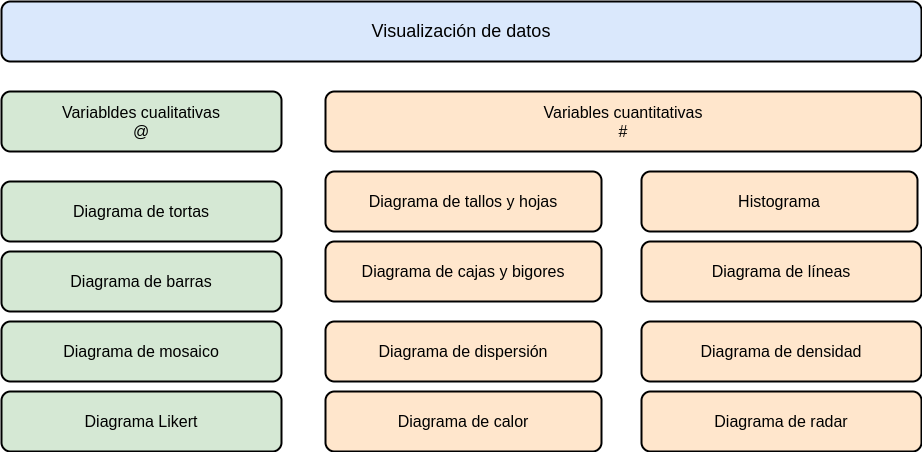 Visualización de datos
Variabldes cualitativas
@
Variables cuantitativas
#
Diagrama de tortas
Diagrama de barras
Diagrama de mosaico
Diagrama Likert
Diagrama de tallos y hojas
Histograma
Diagrama de cajas y bigores
Diagrama de líneas
Diagrama de dispersión
Diagrama de densidad
Diagrama de calor
Diagrama de radar